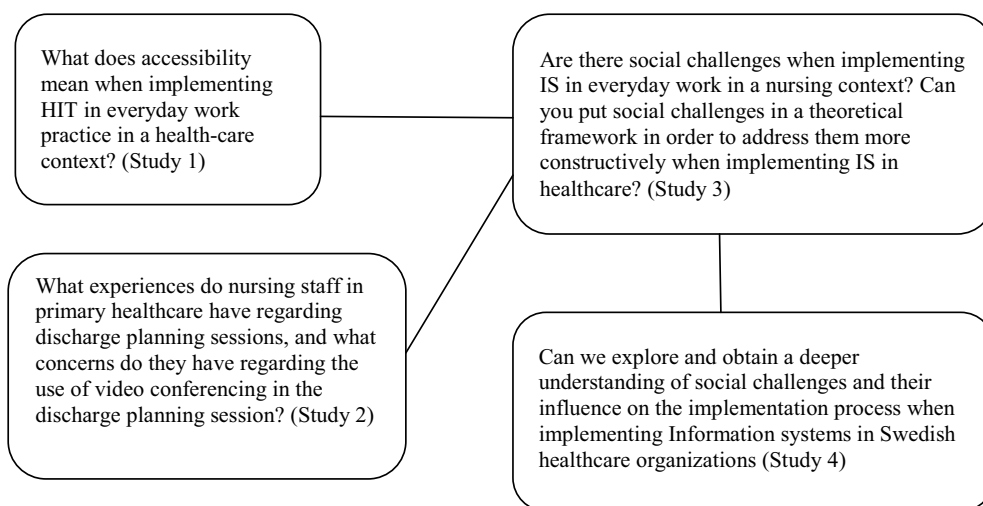 What does accessibility
mean when implementing
HIT in everyday work
practice in a health-care
context? (Study 1)
Are there social challenges when implementing
IS in everyday work in a nursing context? Can
you put social challenges in a theoretical
framework in order to address them more
constructively when implementing IS in
healthcare? (Study 3)
What experiences do nursing staff in
primary healthcare have regarding
discharge planning sessions, and what
concerns do they have regarding the
use of video conferencing in the
discharge planning session? (Study 2)
Can we explore and obtain a deeper
understanding of social challenges and their
influence on the implementation process when
implementing Information systems in Swedish
healthcare organizations (Study 4)